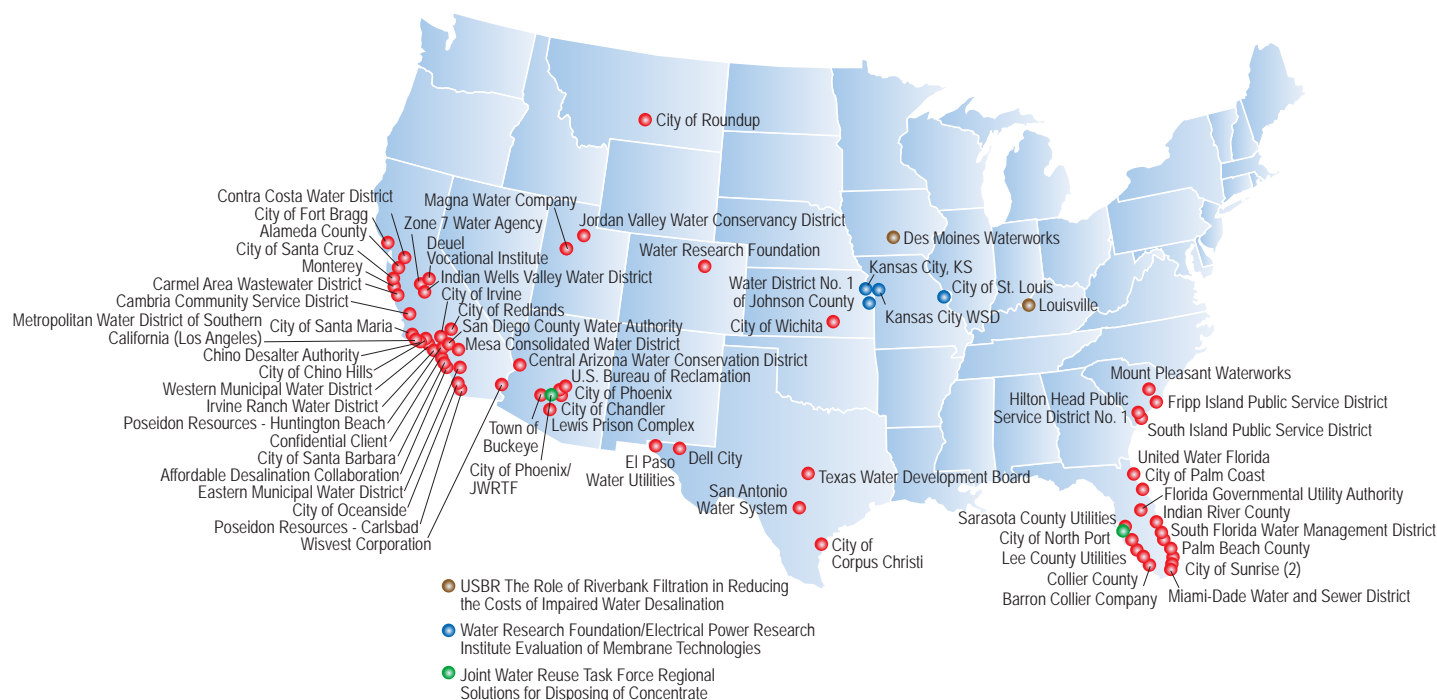 City of Roundup
Contra Costa Water District
City of Fort Bragg
Alameda County
City of Santa Cruz
Monterey
Carmel Area Wastewater District
Cambria Community Service District
Metropolitan Water District of Southern
California (Los Angeles)
City of Santa Maria
Chino Desalter Authority
City of Chino Hills
Western Municipal Water District
Irvine Ranch Water District
Poseidon Resources - Huntington Beach
Confidential Client
City of Santa Barbara
Affordable Desalination Collaboration
Eastern Municipal Water District
City of Oceanside
Poseidon Resources - Carlsbad
Wisvest Corporation
Zone 7 Water Agency
Deuel
Vocational Institute
Indian Wells Valley Water District
City of Irvine
City of Redlands
San Diego County Water Authority
Mesa Consolidated Water District
Magna Water Company
Jordan Valley Water Conservancy District
Water Research Foundation
Central Arizona Water Conservation District
U.S. Bureau of Reclamation
City of Phoenix
City of Chandler
Lewis Prison Complex
Town of
Buckeye
City of Phoenix/
JWRTF
El Paso
Water Utilities
Dell City
San Antonio
Water System
Texas Water Development Board
City of
Corpus Christi
Des Moines Waterworks
Kansas City, KS
Water District No. 1
of Johnson County
City of St. Louis
Kansas City WSD
City of Wichita
Louisville
Mount Pleasant Waterworks
Hilton Head Public
Service District No. 1
Fripp Island Public Service District
South Island Public Service District
United Water Florida
City of Palm Coast
Florida Governmental Utility Authority
Indian River County
Sarasota County Utilities
South Florida Water Management District
City of North Port
Palm Beach County
Lee County Utilities
City of Sunrise (2)
Collier County
Barron Collier Company
Miami-Dade Water and Sewer District
USBR The Role of Riverbank Filtration in Reducing
the Costs of Impaired Water Desalination
Water Research Foundation/Electrical Power Research
Institute Evaluation of Membrane Technologies
Joint Water Reuse Task Force Regional
Solutions for Disposing of Concentrate